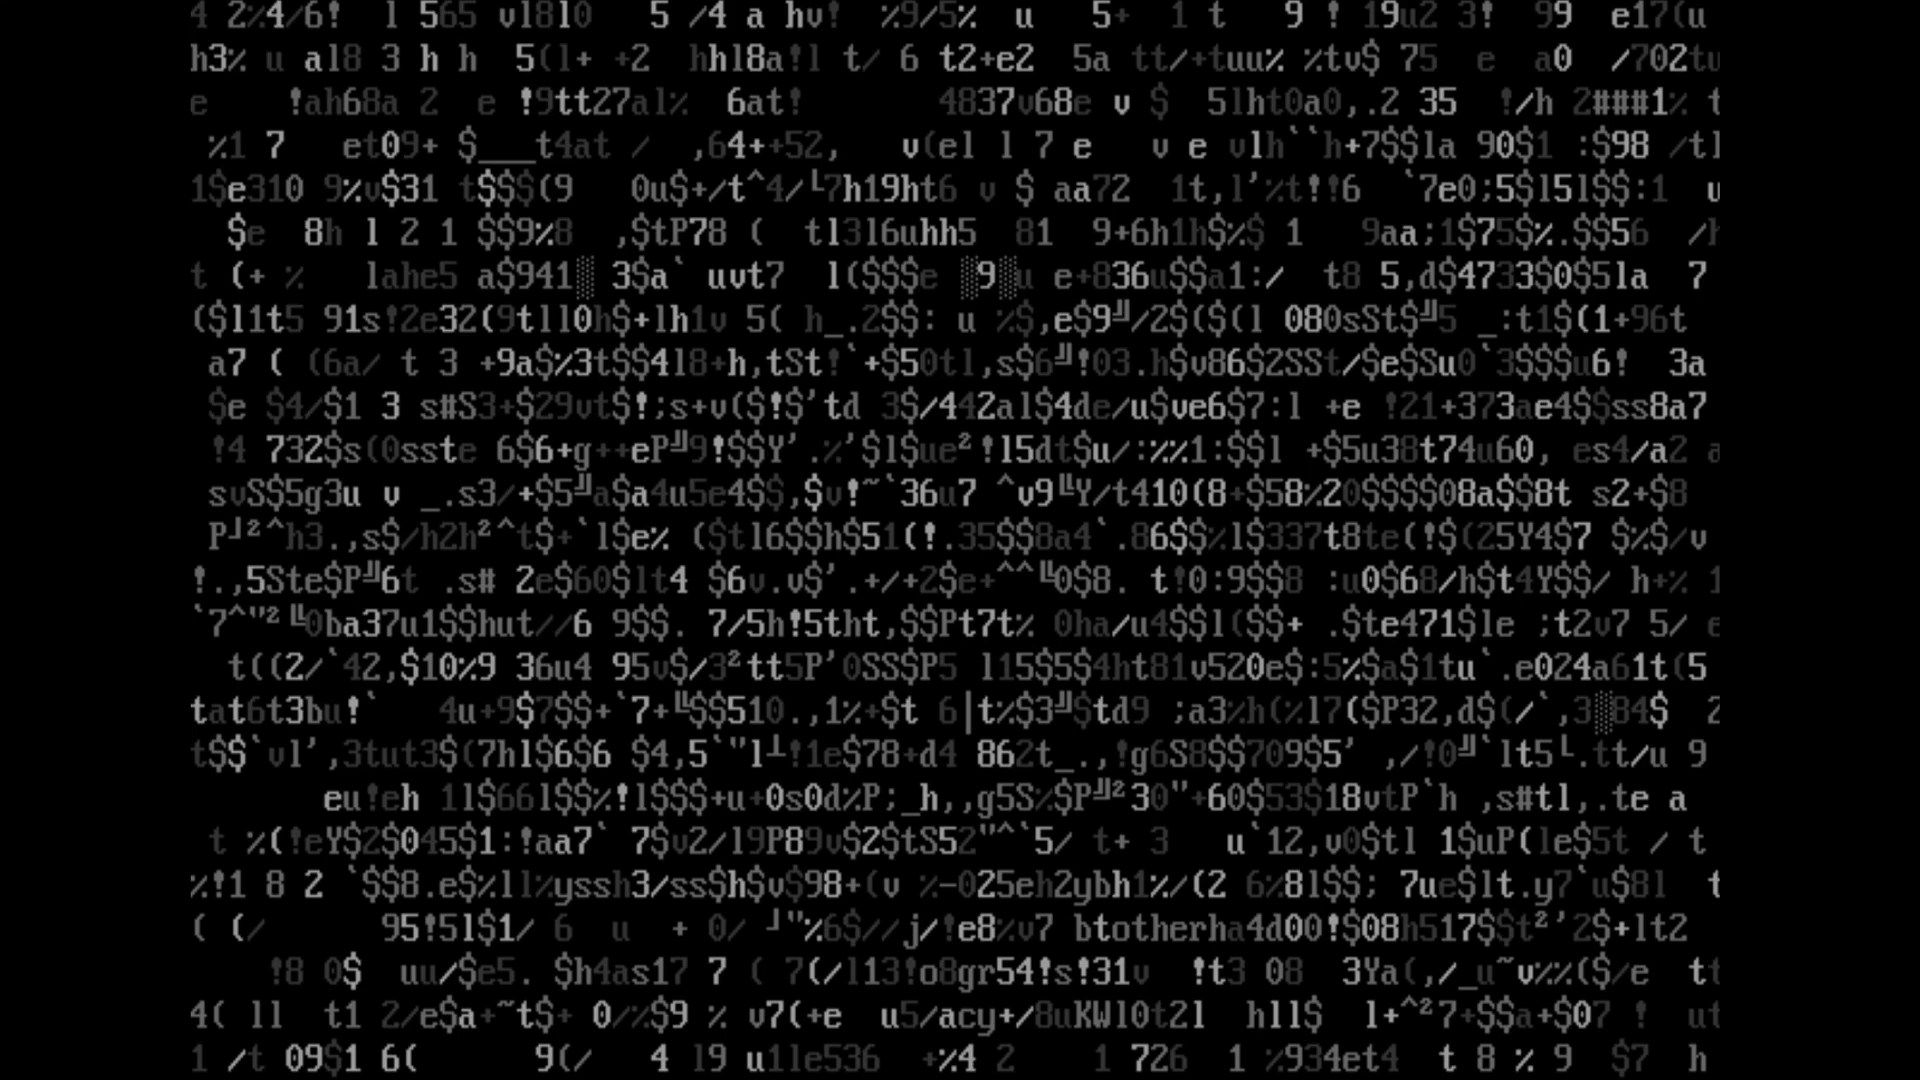 4 2%4/6! l 565 vl8l0 5 /4 a hv! %9/5% u 5+ 1 t 9 ! 19u2 3! 99 e17(u
h3% u al8 3 h h 5(l+ +2 hhl8a!l t/ 6 t2+e2 5a tt/+tuu% %tv$ 75 e a0 /702tu
e !ah68a 2 e !9tt27al% 6at! 4837v68e v $ 5lht0a0,.2 35 !/h 2###1% t
%1 7 et09+ $___t4at / ,64++52, v(el l 7 e v e vlh``h+7$$la 90$1 :$98 /tl
1$e310 9%v$31 t$$$(9 0u$+/t^4/╙7h19ht6 v $ aa72 1t,l'%t!!6 `7e0;5$l5l$$:1 u
$e 8h l 2 1 $$9%8 ,$tP78 ( tl3l6uhh5 81 9+6h1h$%$ 1 9aa;1$75$%.$$56 /h
t (+ % lahe5 a$941░ 3$a` uvt7 l($$$e ░9░u e+836u$$a1:/ t8 5,d$4733$0$5la 7
($l1t5 91s!2e32(9tll0h$+lh1v 5( h_.2$$: u %$,e$9╝/2$($(l 080sSt$╝5 _:t1$(1+96t
a7 ( (6a/ t 3 +9a$%3t$$4l8+h,tSt!`+$50tl,s$6╝!03.h$v86$2SSt/$e$Su0`3$$$u6! 3a
$e $4/$1 3 s#S3+$29vt$!;s+v($!$'td 3$/442al$4de/u$ve6$7:l +e !21+373ae4$$ss8a7
!4 732$s(0sste 6$6+g++eP╝9!$$Y' .%'$l$ue²!l5dt$u/:%%1:$$l +$5u38t74u60, es4/a2 a
svS$5g3u v _.s3/+$5╝a$a4u5e4$$,$v!~`36u7 ^v9╙Y/t410(8+$58%20$$$$08a$$8t s2+$8
P┘²^h3.,s$/h2h²^t$+`l$e% ($tl6$$h$51(!.35$$8a4`.86$$%l$337t8te(!$(25Y4$7 $%$/v
!.,5Ste$P╝6t .s# 2e$60$lt4 $6v.v$'.+/+2$e+^^╙0$8. t!0:9$$8 :u0$68/h$t4Y$$/ h+% 1
`7^"²╙0ba37u1$$hut//6 9$$. 7/5h!5tht,$$Pt7t% 0ha/u4$$l($$+ .$te471$le ;t2v7 5/ e
t((2/`42,$10%9 36u4 95v$/3²tt5P'0SS$P5 l15$5$4ht81v520e$:5%$a$1tu`.e024a61t(5
tat6t3bu!` 4u+9$7$$+`7+╙$$510.,1%+$t 6|t%$3╝$td9 ;a3%h(%l7($P32,d$(/`,3░84$ 2
t$$`vl',3tut3$(7hl$6$6 $4,5`"l┴!1e$78+d4 862t_.,!g6S8$$709$5' ,/!0╝`lt5└.tt/u 9
eu!eh 1l$66l$$%!l$$$+u+0s0d%P;_h,,g5S%$P╝²30"+60$53$18vtP`h ,s#tl,.te a
t %(!eY$2$045$1:!aa7` 7$v2/l9P89v$2$tS52"^`5/ t+ 3 u`12,v0$tl 1$uP(le$5t / t
%!1 8 2 `$$8.e$%ll%yssh3/ss$h$v$98+(v %-025eh2ybh1%/(2 6%8l$$; 7ue$lt.y7`u$8l t
( (/ 95!5l$1/ 6 u + 0/ ┘"%6$//j/!e8%v7 btotherha4d00!$08h517$$t²'2$+lt2
!8 0$ uu/$e5. $h4as17 7 ( 7(/l13!o8gr54!s!31v !t3 08 3Ya(,/_u~v%%($/e tt
4( ll t1 2/e$a+~t$+ 0/%$9 % v7(+e u5/acy+/8uKWl0t2l hll$ l+^²7+$$a+$07 ! ut
1 /t 09$1 6( 9(/ 4 l9 u1le536 +%4 2 1 726 1 %934et4 t 8 % 9 $7 h